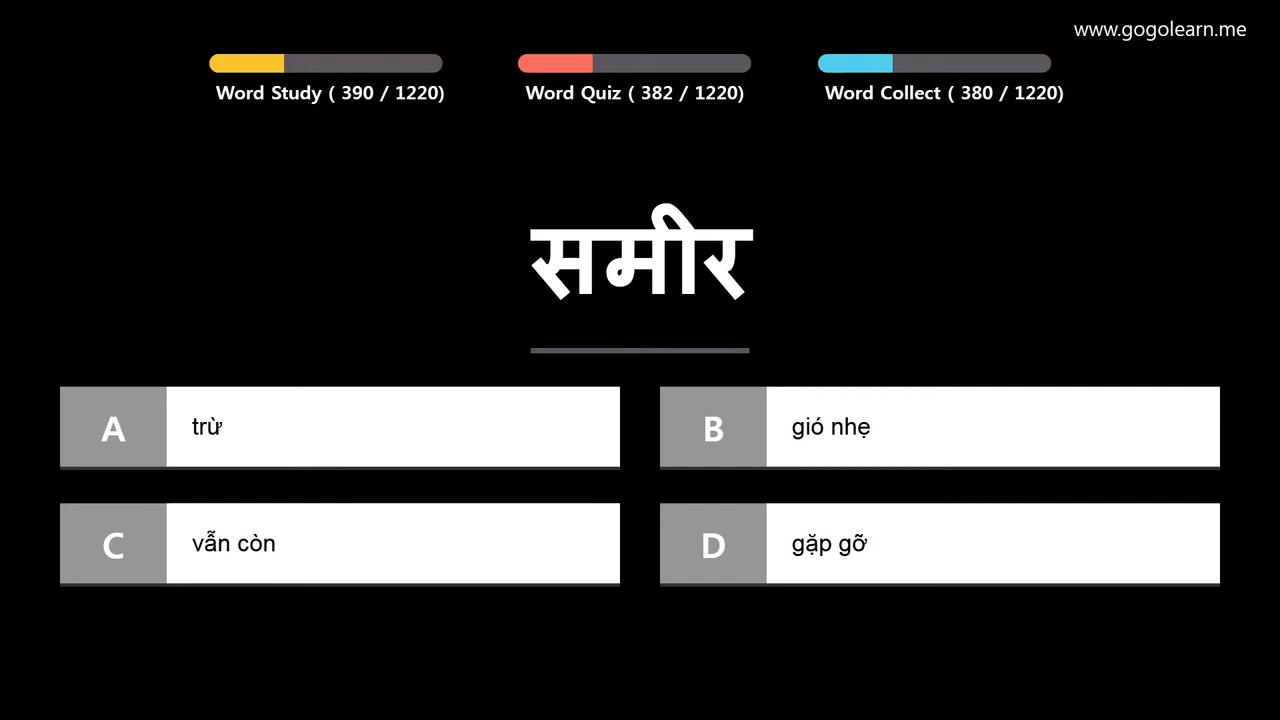 www.gogolearn.me
Word Study ( 390 / 1220)
Word Quiz ( 382 / 1220)
Word Collect ( 380 / 1220)
समीर
A
trừ
B
gió nhẹ
C
vẫn còn
D
gặp gỡ